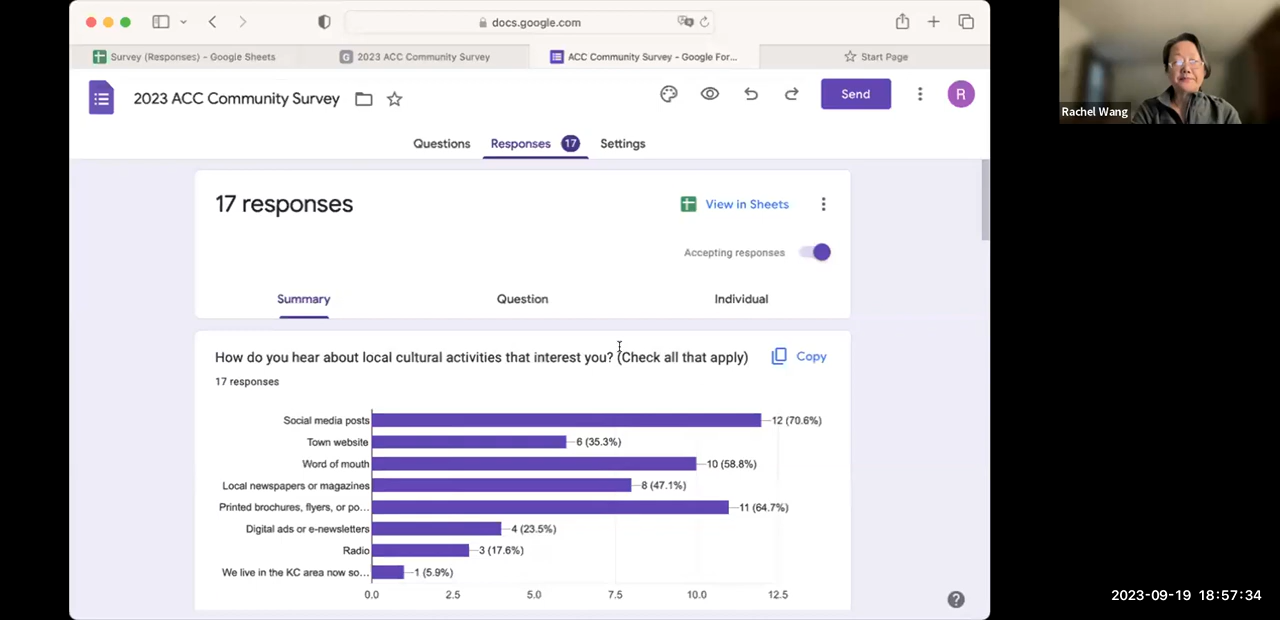 docs.google.com
Survey (Responses) - Google Sheets
2023 ACC Community Survey
ACC Community Survey - Google For...
Start Page
2023 ACC Community Survey
Send
R
Questions
Responses 17
Settings
17 responses
View in Sheets
Accepting responses
Summary
Question
Individual
How do you hear about local cultural activities that interest you? (Check all that apply)
Copy
17 responses
Social media posts 12 (70.6%)
Town website 6 (35.3%)
Word of mouth 10 (58.8%)
Local newspapers or magazines 8 (47.1%)
Printed brochures, flyers, or po... 11 (64.7%)
Digital ads or e-newsletters 4 (23.5%)
Radio 3 (17.6%)
We live in the KC area now so... 1 (5.9%)
0.0 2.5 5.0 7.5 10.0 12.5
Rachel Wang
2023-09-19 18:57:34